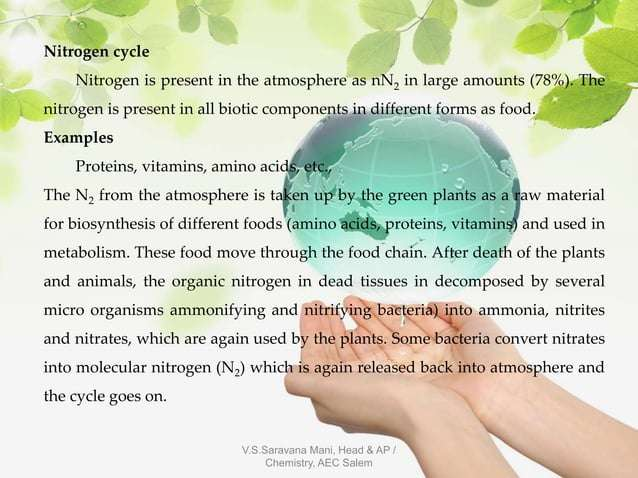 Nitrogen cycle
Nitrogen is present in the atmosphere as nN₂ in large amounts (78%). The
nitrogen is present in all biotic components in different forms as food.
Examples
Proteins, vitamins, amino acids, etc.,
The N₂ from the atmosphere is taken up by the green plants as a raw material
for biosynthesis of different foods (amino acids, proteins, vitamins) and used in
metabolism. These food move through the food chain. After death of the plants
and animals, the organic nitrogen in dead tissues in decomposed by several
micro organisms ammonifying and nitrifying bacteria) into ammonia, nitrites
and nitrates, which are again used by the plants. Some bacteria convert nitrates
into molecular nitrogen (N₂) which is again released back into atmosphere and
the cycle goes on.
V.S.Saravana Mani, Head & AP /
Chemistry, AEC Salem